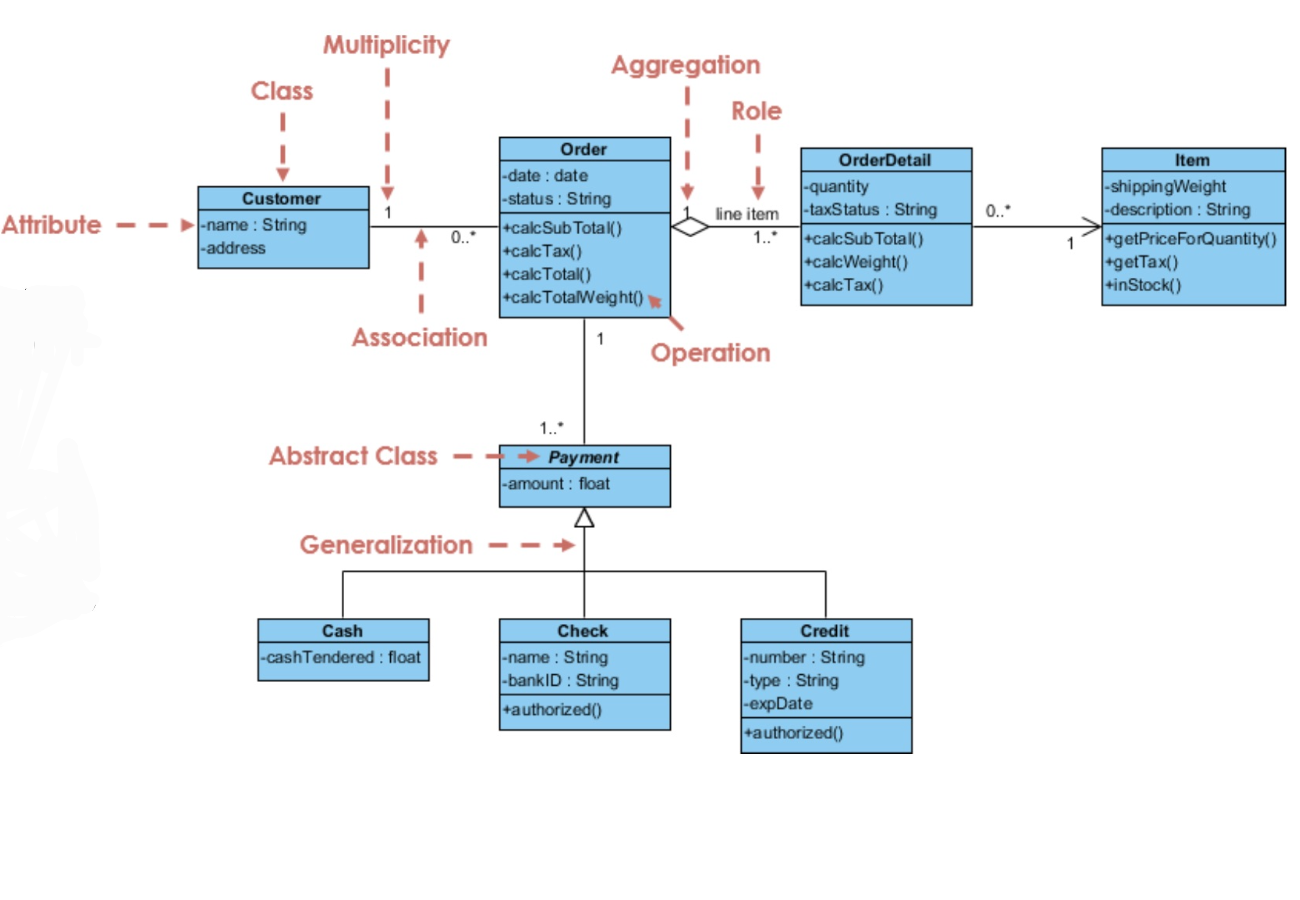 Multiplicity
Aggregation
Class
Role
Attribute
Customer
-name : String
-address
1
0..*
Association
Order
-date : date
-status : String
+calcSubTotal()
+calcTax()
+calcTotal()
+calcTotalWeight()
Operation
1
line item
1..*
OrderDetail
-quantity
-taxStatus : String
+calcSubTotal()
+calcWeight()
+calcTax()
0..*
1
Item
-shippingWeight
-description : String
+getPriceForQuantity()
+getTax()
+inStock()
1
1..*
Abstract Class
Payment
-amount : float
Generalization
Cash
-cashTendered : float
Check
-name : String
-bankID : String
+authorized()
Credit
-number : String
-type : String
-expDate
+authorized()